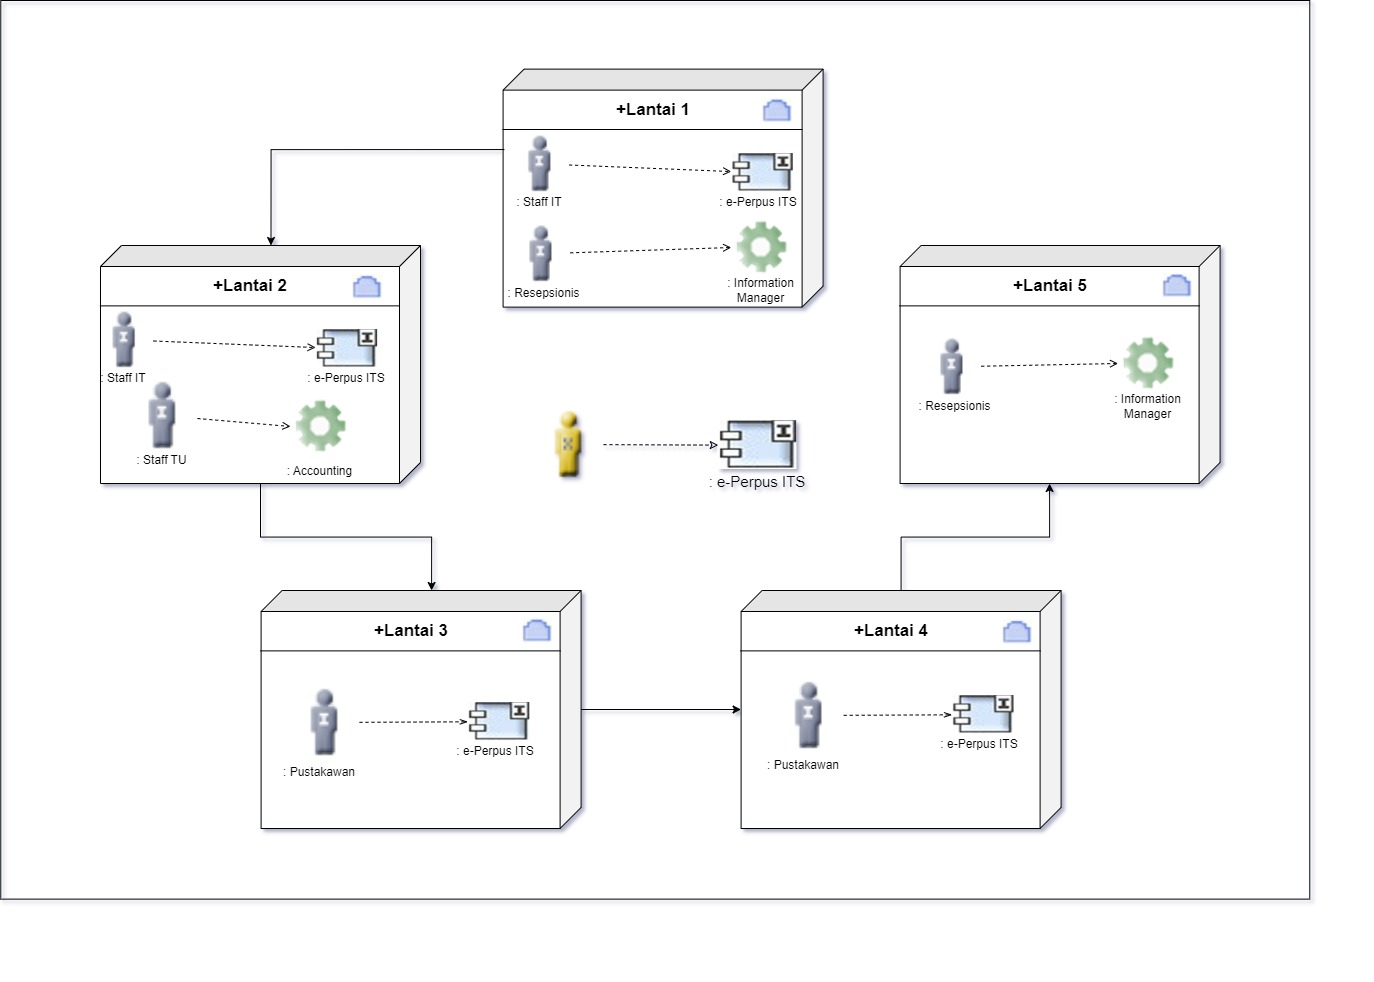 +Lantai 1
: Staff IT
: e-Perpus ITS
: Resepsionis
: Information
Manager
+Lantai 2
: Staff IT
: e-Perpus ITS
: Staff TU
: Accounting
+Lantai 5
: Resepsionis
: Information
Manager
: e-Perpus ITS
+Lantai 3
: Pustakawan
: e-Perpus ITS
+Lantai 4
: Pustakawan
: e-Perpus ITS